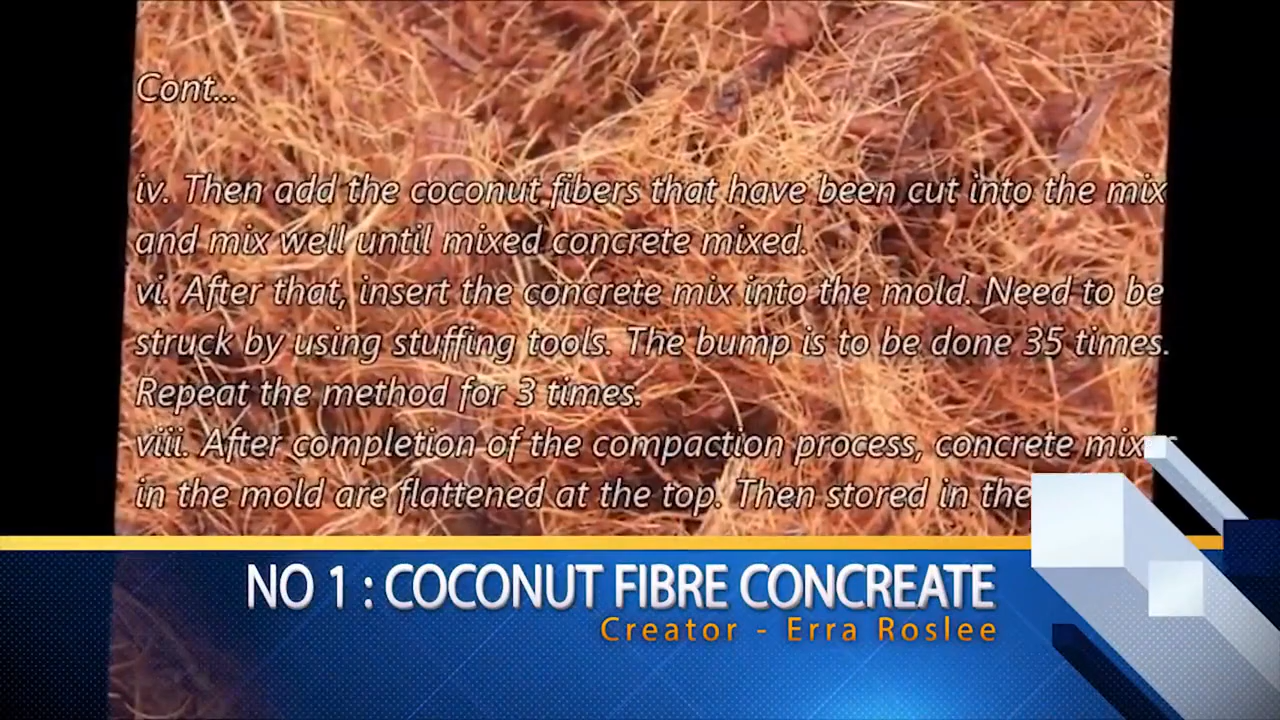 Cont...
iv. Then add the coconut fibers that have been cut into the mix
and mix well until mixed concrete mixed.
vi. After that, insert the concrete mix into the mold. Need to be
struck by using stuffing tools. The bump is to be done 35 times.
Repeat the method for 3 times.
viii. After completion of the compaction process, concrete
in the mold are flattened at the top. Then stored in the
NO 1 : COCONUT FIBRE CONCREATE
Creator - Erra Roslee